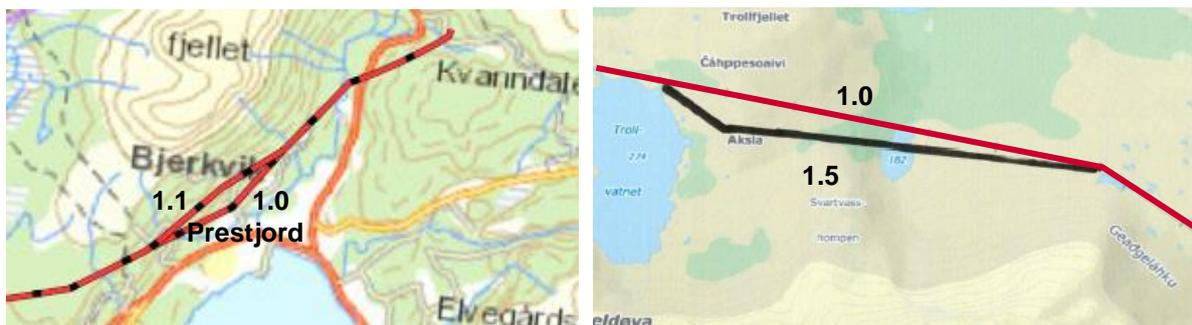 fjellet
Kvanndale
Bjerkvik
1.1
1.0
Prestjord
Elvegårds
Trollfjellet
Čáhppesoaivi
1.0
Troll-
274
vatnet
Aksla
182
1.5
Svartvass-
hompen
Geađgeláhku
eldøva